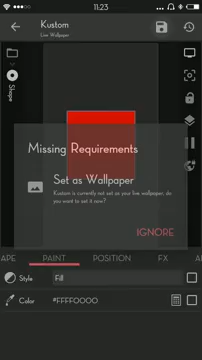 11.23
Kustom
Live Wallpaper
Shape
Missing Requirements
Set as Wallpaper
Kustom is currently not set as your live wallpaper, do
you want to set it now?
IGNORE
APE PAINT POSITION FX A
Style Fill
Color #FFFF0000